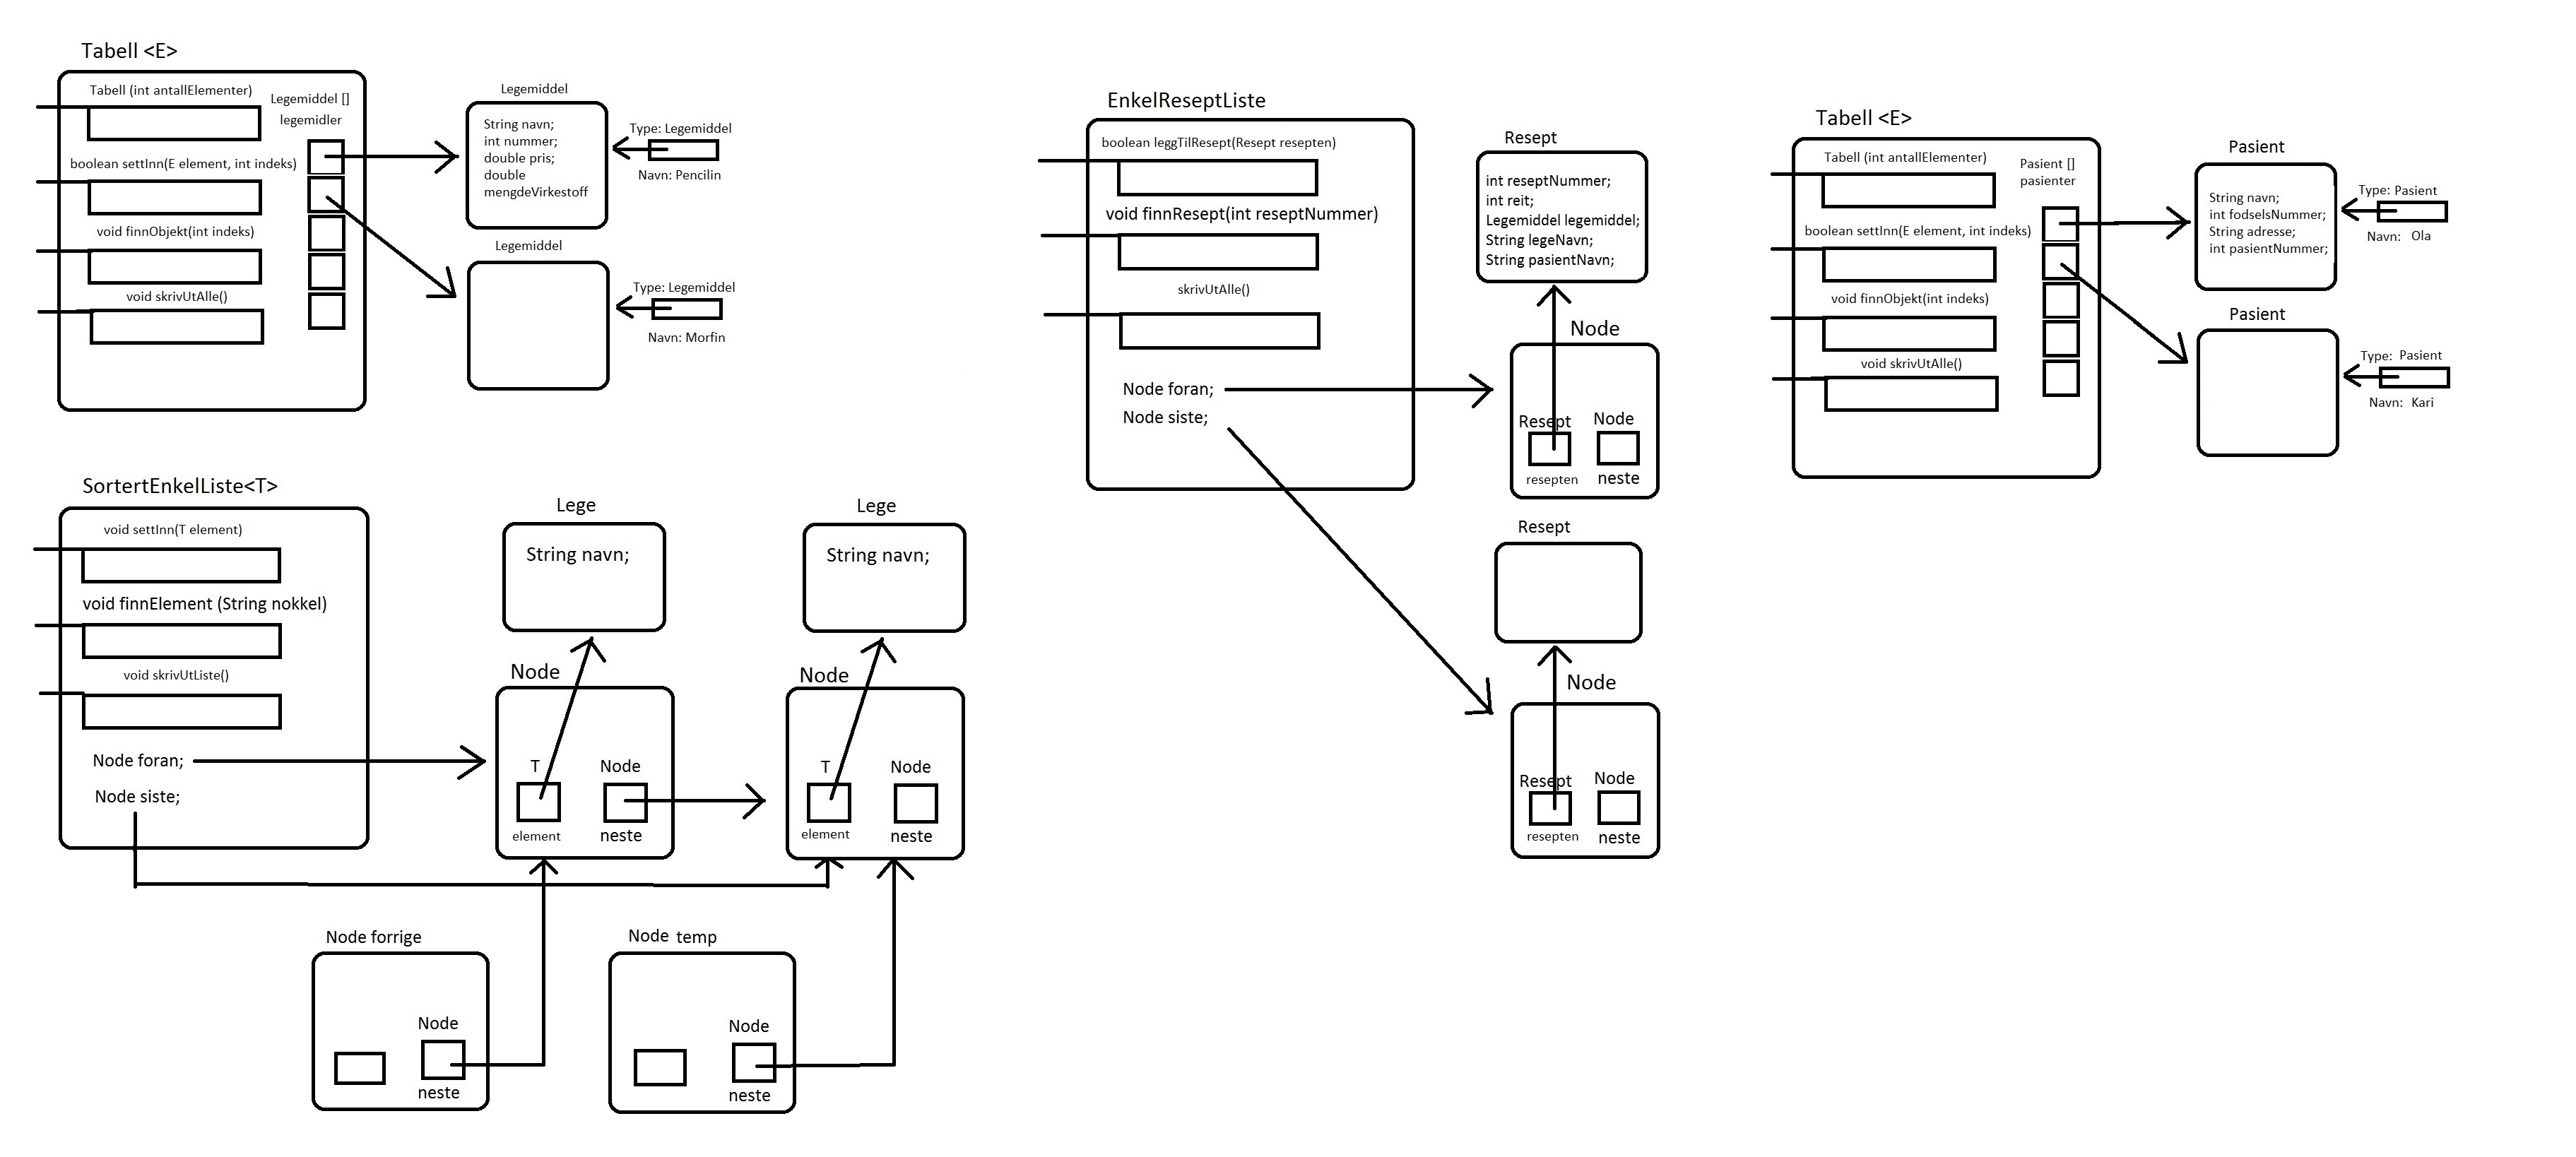 Tabell <E>
Tabell (int antallElementer)
Legemiddel []
legemidler
boolean settInn(E element, int indeks)
void finnObjekt(int indeks)
void skrivUtAlle()
Legemiddel
String navn;
int nummer;
double pris;
double
mengdeVirkestoff
Type: Legemiddel
Navn: Pencilin
Legemiddel
Type: Legemiddel
Navn: Morfin
SortertEnkelListe<T>
void settInn(T element)
void finnElement (String nokkel)
void skrivUtListe()
Node foran;
Node siste;
Lege
String navn;
Lege
String navn;
Node
T
Node
element
neste
Node
T
Node
element
neste
Node forrige
Node
neste
Node temp
Node
neste
EnkelReseptListe
boolean leggTilResept(Resept resepten)
void finnResept(int reseptNummer)
skrivUtAlle()
Node foran;
Node siste;
Resept
int reseptNummer;
int reit;
Legemiddel legemiddel;
String legeNavn;
String pasientNavn;
Node
Resept
Node
resepten
neste
Resept
Node
Resept
Node
resepten
neste
Tabell <E>
Tabell (int antallElementer)
Pasient []
pasienter
boolean settInn(E element, int indeks)
void finnObjekt(int indeks)
void skrivUtAlle()
Pasient
String navn;
int fodselsNummer;
String adresse;
int pasientNummer;
Type: Pasient
Navn: Ola
Pasient
Type: Pasient
Navn: Kari